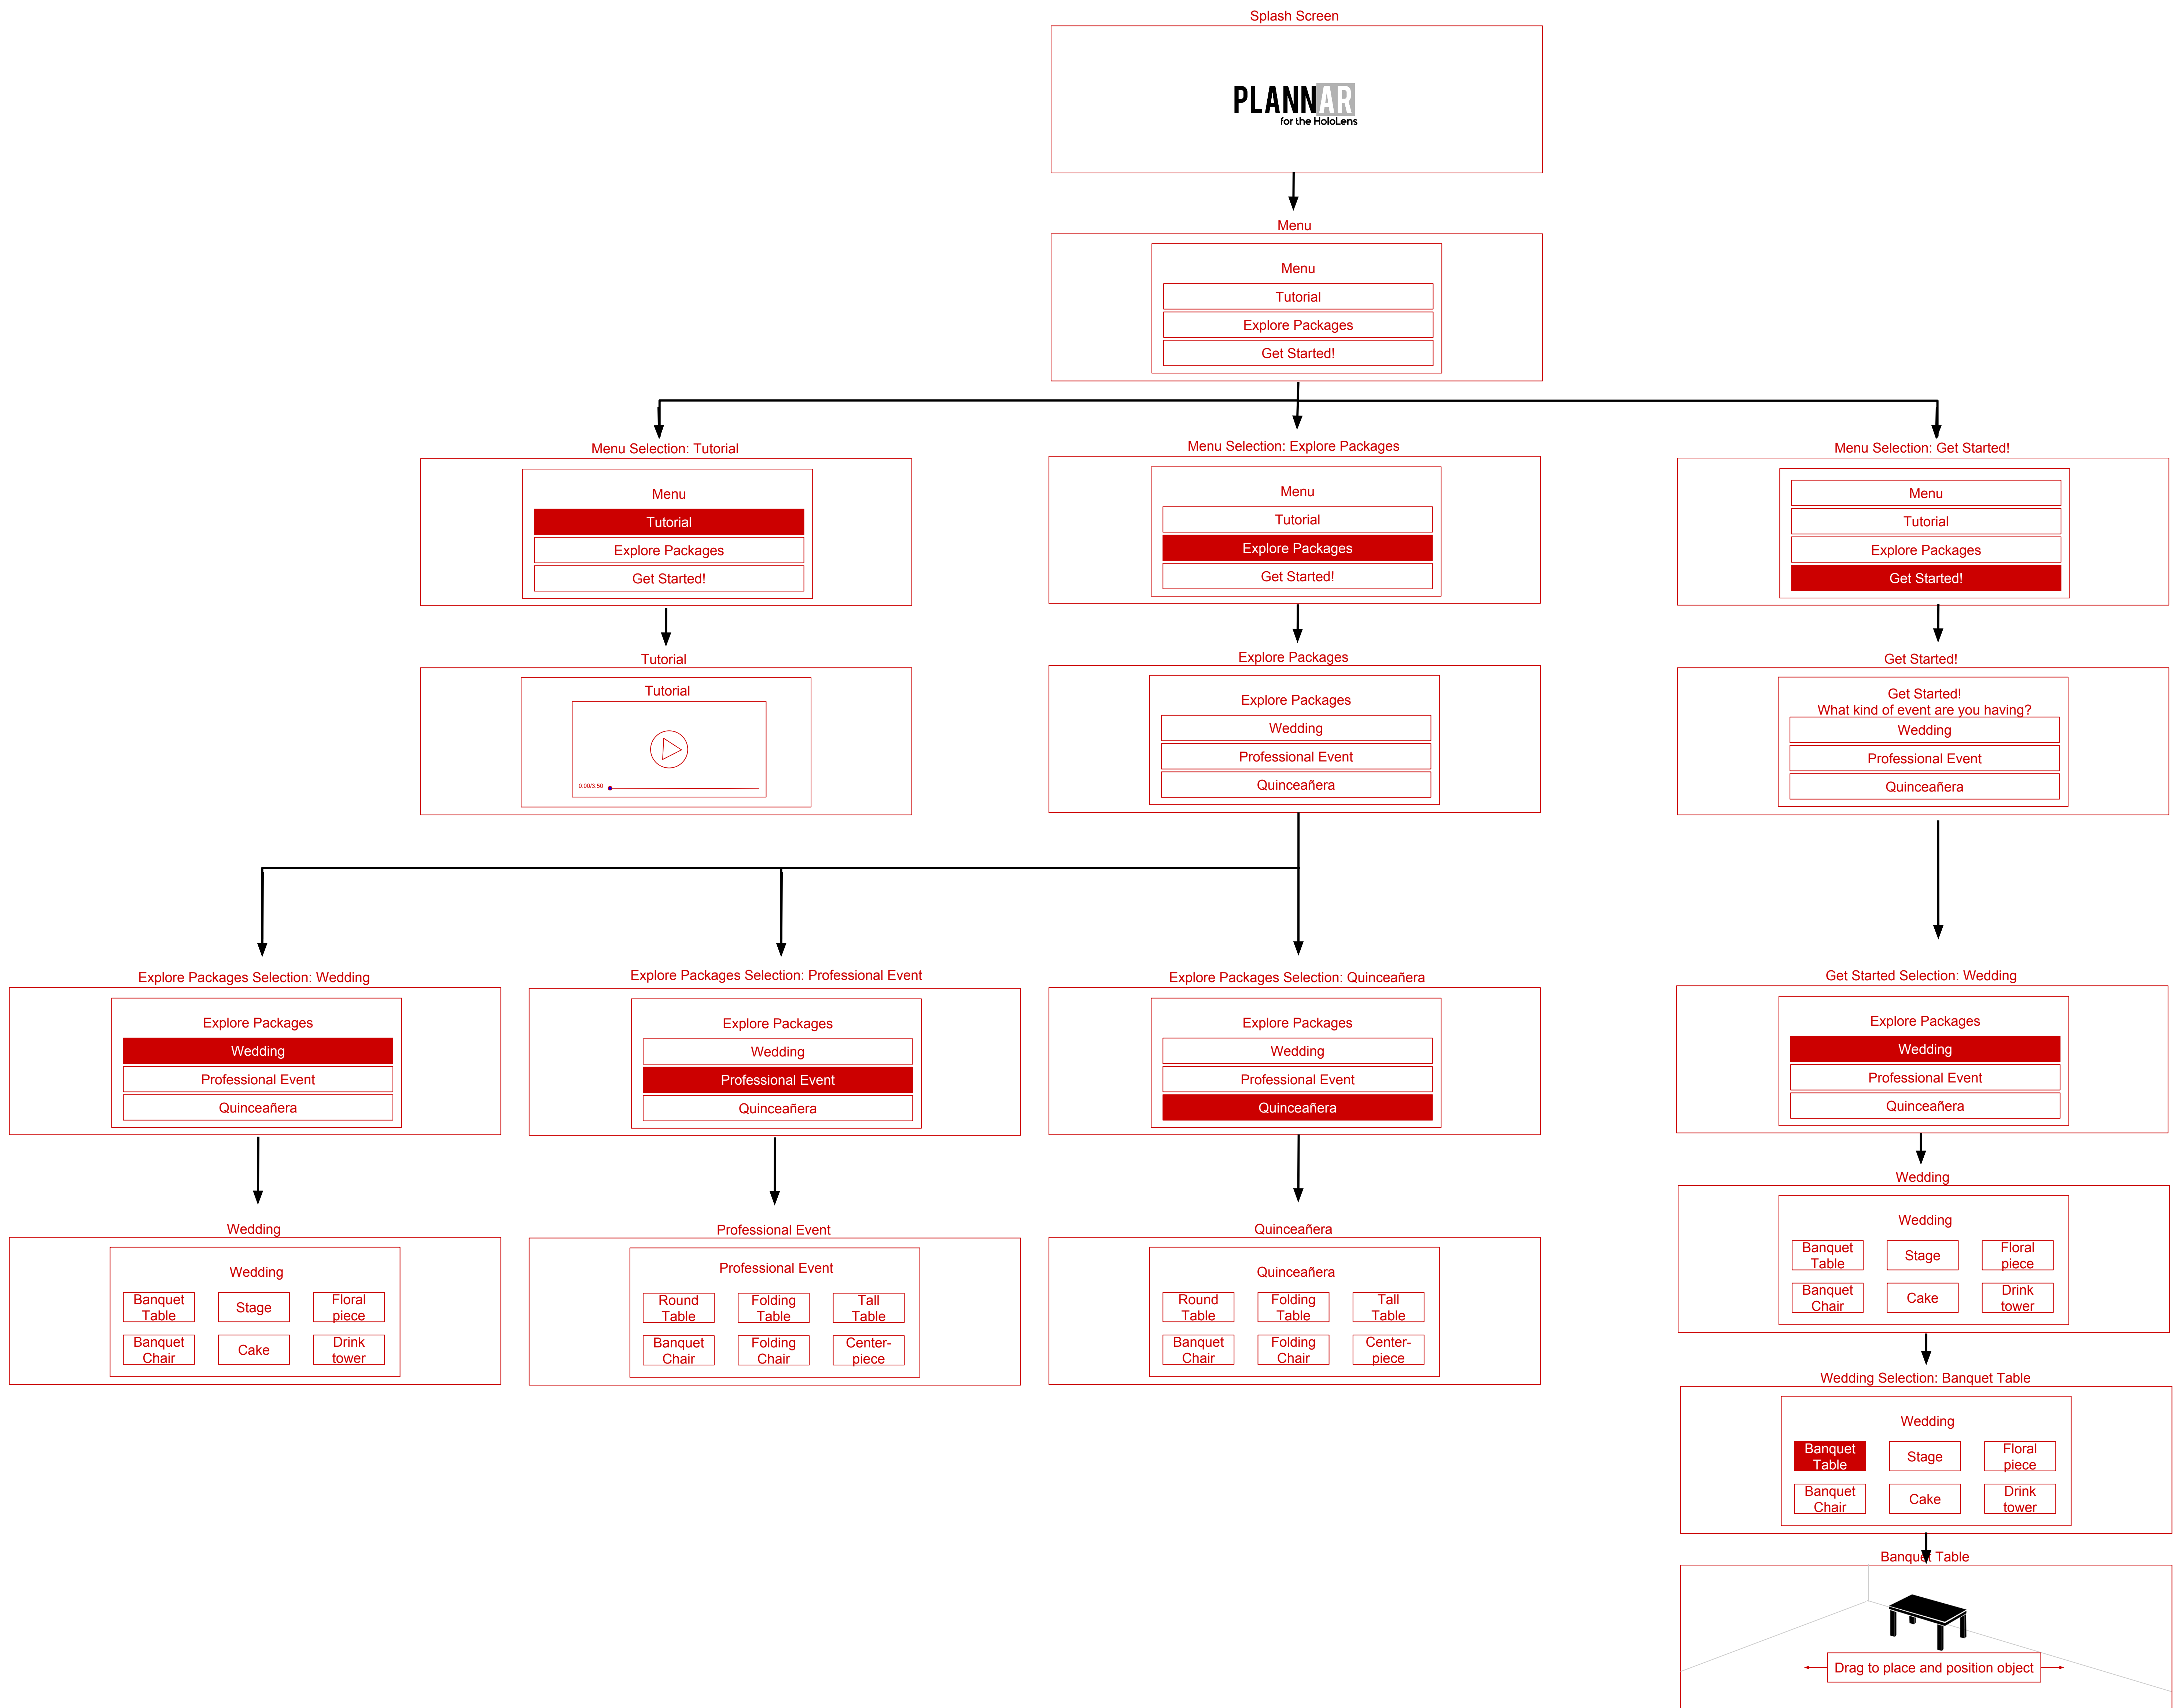 Splash Screen
PLANNAR
for the HoloLens
Menu
Menu
Tutorial
Explore Packages
Get Started!
Menu Selection: Tutorial
Menu
Tutorial
Explore Packages
Get Started!
Menu Selection: Explore Packages
Menu
Tutorial
Explore Packages
Get Started!
Menu Selection: Get Started!
Menu
Tutorial
Explore Packages
Get Started!
Tutorial
Tutorial
0:00/3:50
Explore Packages
Explore Packages
Wedding
Professional Event
Quinceañera
Get Started!
Get Started!
What kind of event are you having?
Wedding
Professional Event
Quinceañera
Explore Packages Selection: Wedding
Explore Packages
Wedding
Professional Event
Quinceañera
Explore Packages Selection: Professional Event
Explore Packages
Wedding
Professional Event
Quinceañera
Explore Packages Selection: Quinceañera
Explore Packages
Wedding
Professional Event
Quinceañera
Get Started Selection: Wedding
Explore Packages
Wedding
Professional Event
Quinceañera
Wedding
Wedding
Banquet
Table
Stage
Floral
piece
Banquet
Chair
Cake
Drink
tower
Professional Event
Professional Event
Round
Table
Folding
Table
Tall
Table
Banquet
Chair
Folding
Chair
Center-
piece
Quinceañera
Quinceañera
Round
Table
Folding
Table
Tall
Table
Banquet
Chair
Folding
Chair
Center-
piece
Wedding
Wedding
Banquet
Table
Stage
Floral
piece
Banquet
Chair
Cake
Drink
tower
Wedding Selection: Banquet Table
Wedding
Banquet
Table
Stage
Floral
piece
Banquet
Chair
Cake
Drink
tower
Banquet Table
Drag to place and position object